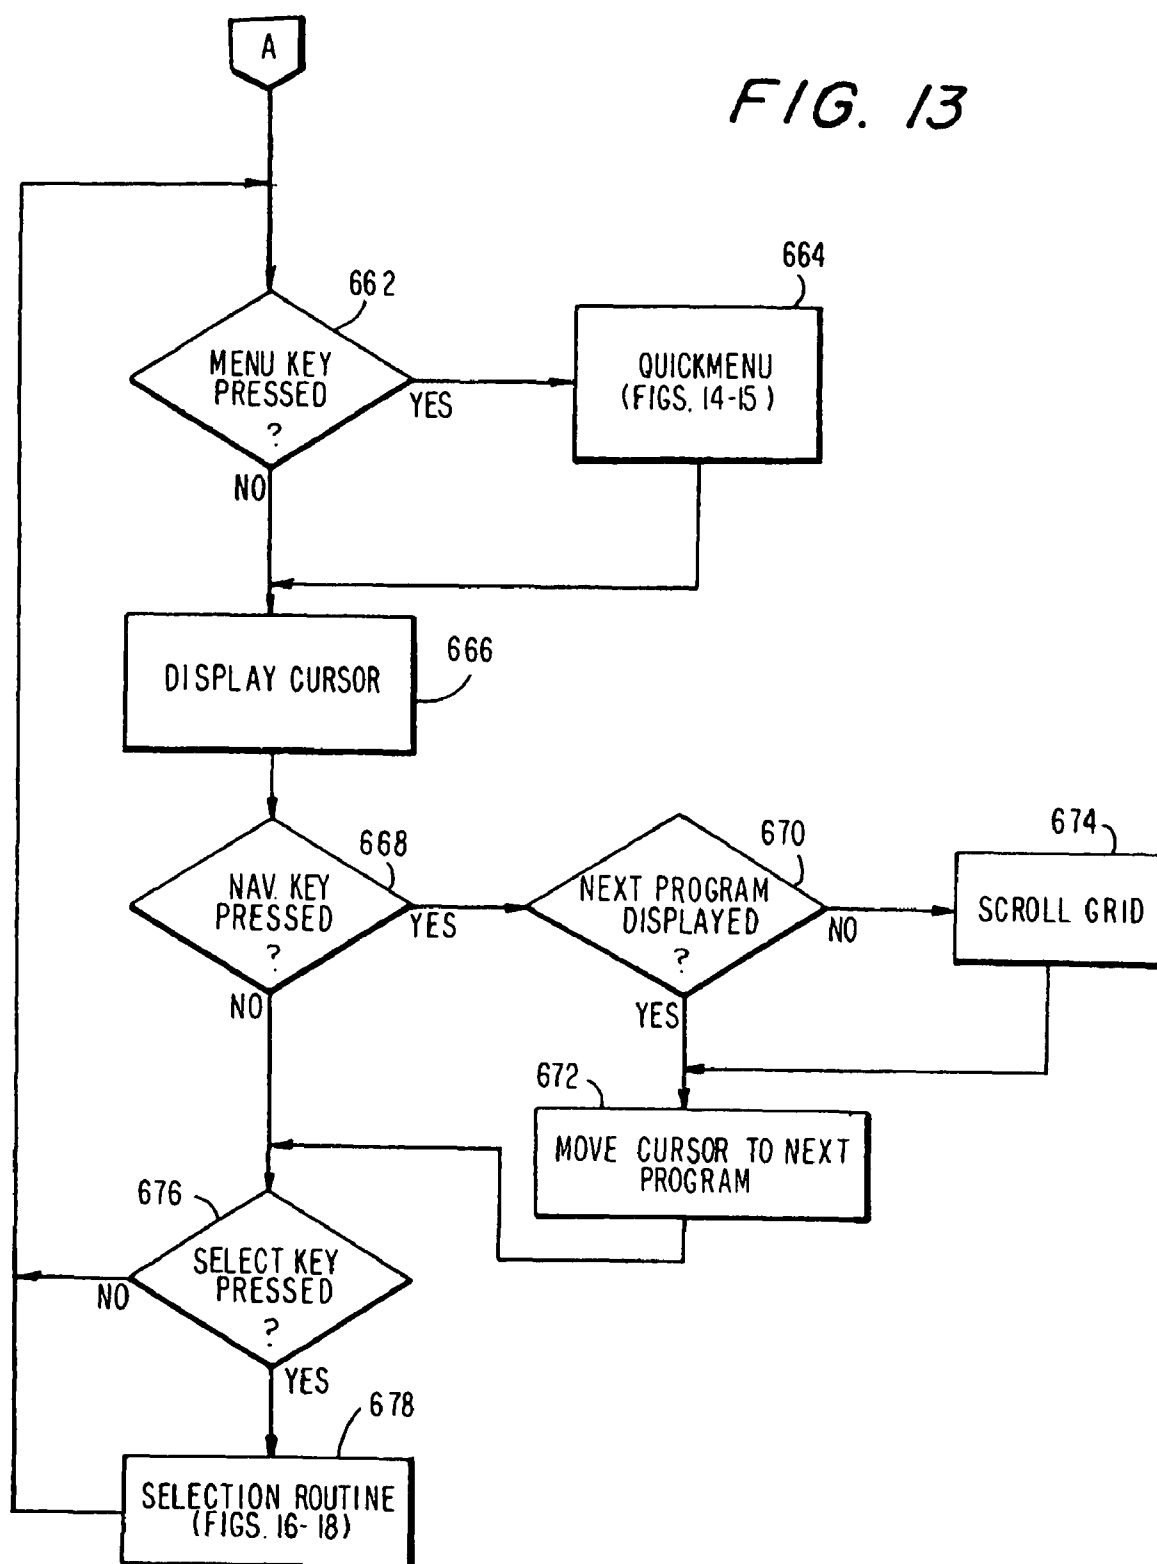 A
FIG. 13
662
664
MENU KEY
PRESSED
?
YES
NO
QUICKMENU
(FIGS. 14-15)
DISPLAY CURSOR
666
668
NAV. KEY
PRESSED
?
YES
NO
670
NEXT PROGRAM
DISPLAYED
?
NO
YES
674
SCROLL GRID
672
MOVE CURSOR TO NEXT
PROGRAM
676
SELECT KEY
PRESSED
?
NO
YES
678
SELECTION ROUTINE
(FIGS. 16-18)